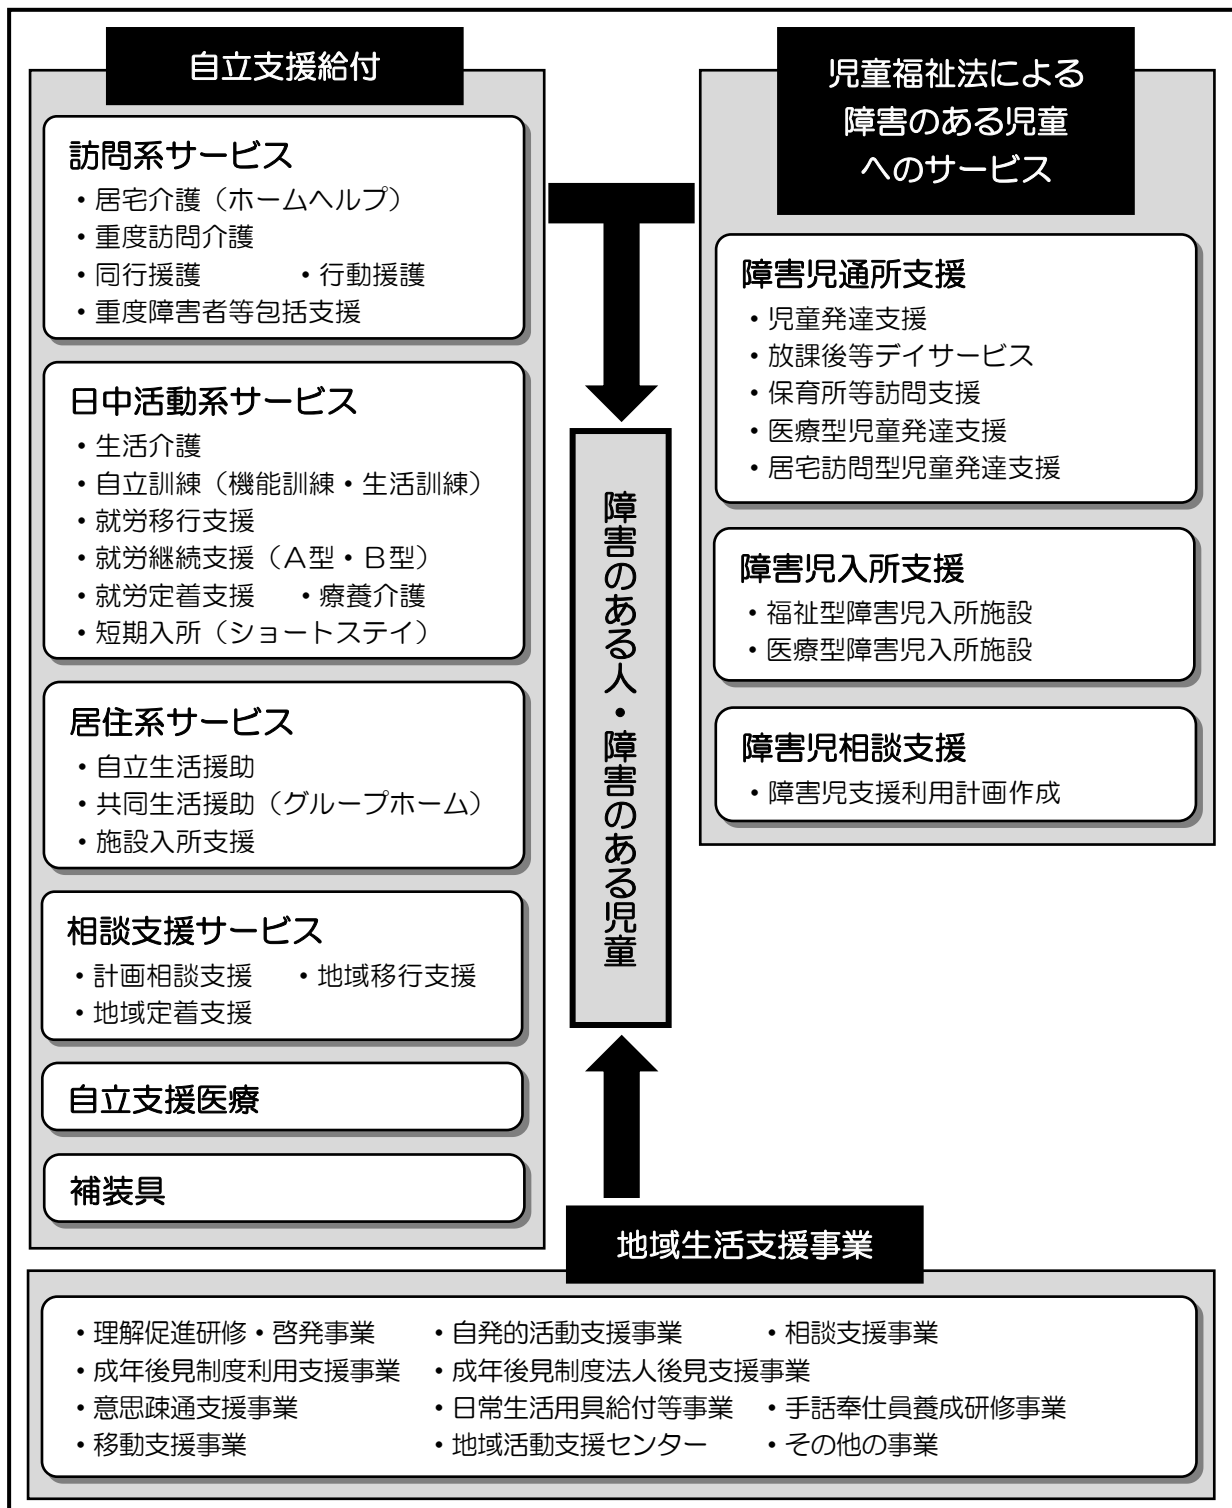 自立支援給付
訪問系サービス
・居宅介護（ホームヘルプ）
・重度訪問介護
・同行援護　・行動援護
・重度障害者等包括支援
日中活動系サービス
・生活介護
・自立訓練（機能訓練・生活訓練）
・就労移行支援
・就労継続支援（Ａ型・Ｂ型）
・就労定着支援　・療養介護
・短期入所（ショートステイ）
居住系サービス
・自立生活援助
・共同生活援助（グループホーム）
・施設入所支援
相談支援サービス
・計画相談支援　・地域移行支援
・地域定着支援
自立支援医療
補装具
障害のある人・障害のある児童
児童福祉法による
障害のある児童
へのサービス
障害児通所支援
・児童発達支援
・放課後等デイサービス
・保育所等訪問支援
・医療型児童発達支援
・居宅訪問型児童発達支援
障害児入所支援
・福祉型障害児入所施設
・医療型障害児入所施設
障害児相談支援
・障害児支援利用計画作成
地域生活支援事業
・理解促進研修・啓発事業　・自発的活動支援事業　・相談支援事業
・成年後見制度利用支援事業　・成年後見制度法人後見支援事業
・意思疎通支援事業　・日常生活用具給付等事業　・手話奉仕員養成研修事業
・移動支援事業　・地域活動支援センター　・その他の事業